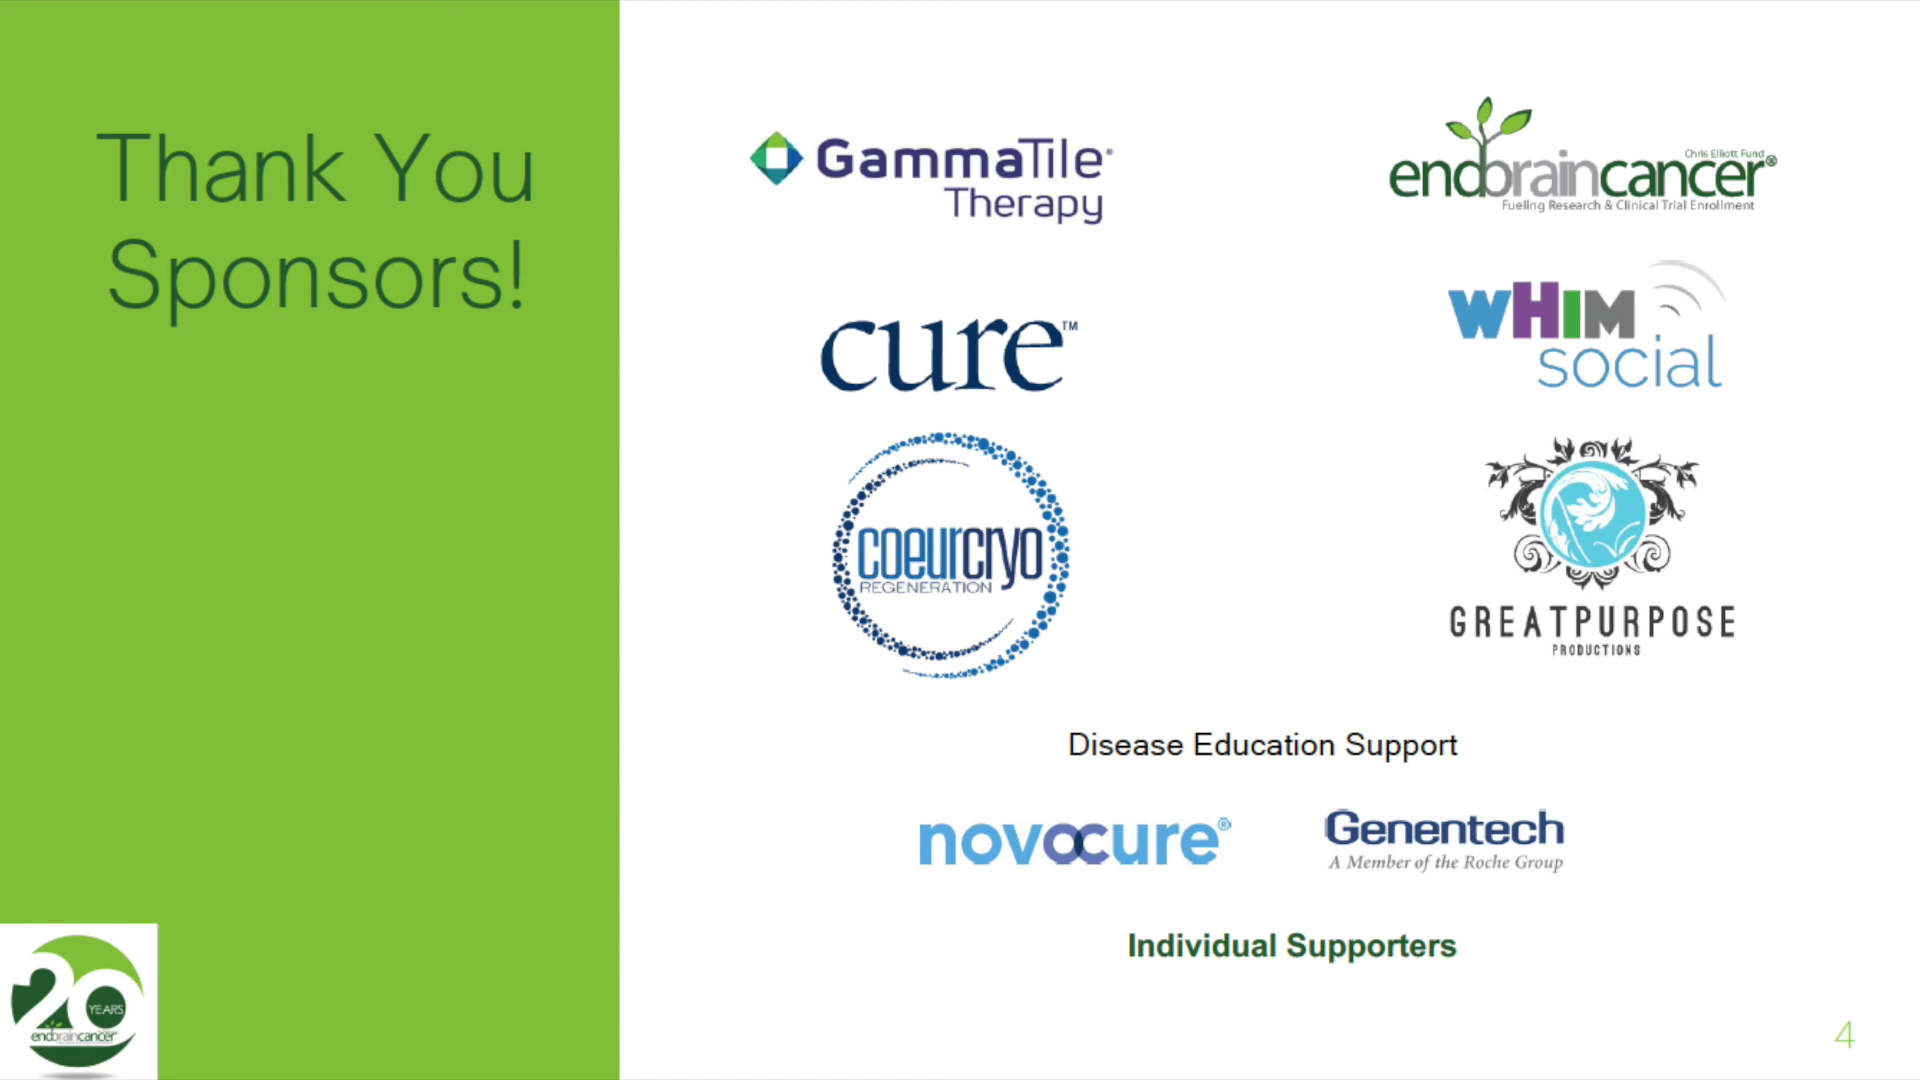 Thank You
Sponsors!
GammaTile®
Therapy
Chris Elliott Fund
endbraincancer®
Fueling Research & Clinical Trial Enrollment
cure™
WHIM
social
coeurcryo
REGENERATION
GREATPURPOSE
PRODUCTIONS
Disease Education Support
novocure®
Genentech
A Member of the Roche Group
Individual Supporters
20
YEARS
endbraincancer
4